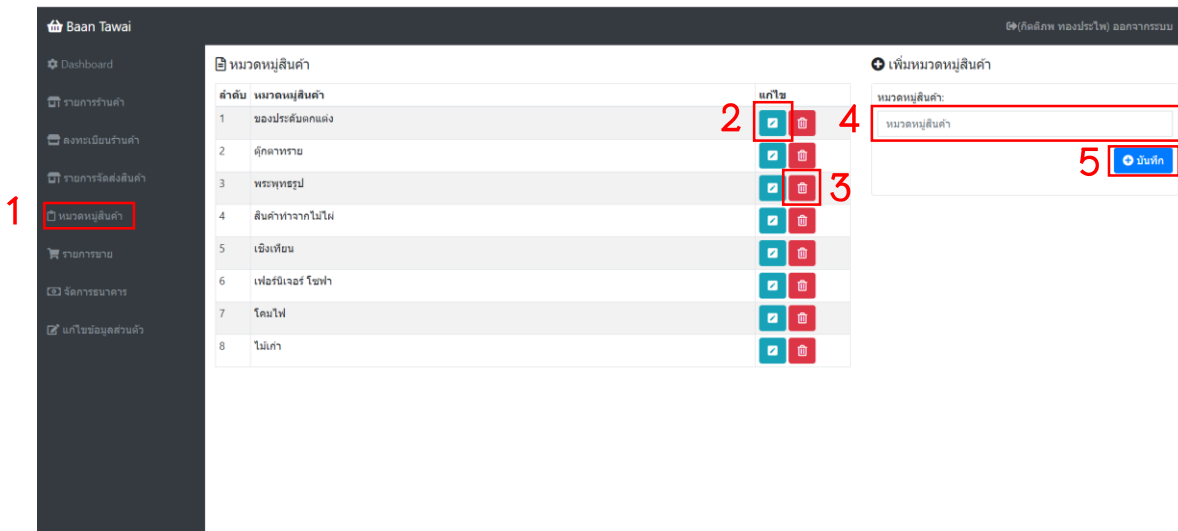 Baan Tawai
(กิตติภพ ทองประไพ) ออกจากระบบ
Dashboard
รายการร้านค้า
ลงทะเบียนร้านค้า
รายการจัดส่งสินค้า
1 หมวดหมู่สินค้า
รายการขาย
จัดการธนาคาร
แก้ไขข้อมูลส่วนตัว
หมวดหมู่สินค้า
ลำดับ หมวดหมู่สินค้า แก้ไข
1 ของประดับตกแต่ง 2
2 ตุ๊กตาทราย
3 พระพุทธรูป 3
4 สินค้าทำจากไม้ไผ่
5 เชิงเทียน
6 เฟอร์นิเจอร์ โซฟา
7 โคมไฟ
8 ไม้เก่า
เพิ่มหมวดหมู่สินค้า
หมวดหมู่สินค้า:
4 หมวดหมู่สินค้า
5 บันทึก